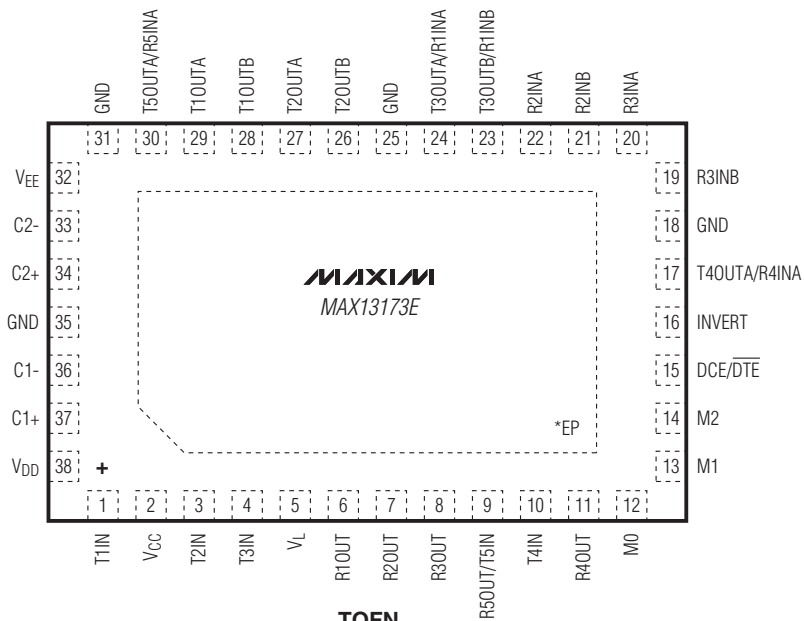 GND
T5OUTA/R5INA
T1OUTA
T1OUTB
T2OUTA
T2OUTB
GND
T3OUTA/R1INA
T3OUTB/R1INB
R2INA
R2INB
R3INA
31 30 29 28 27 26 25 24 23 22 21 20
VEE 32
19 R3INB
C2- 33
18 GND
C2+ 34
17 T4OUTA/R4INA
GND 35
16 INVERT
C1- 36
15 DCE/DTE
C1+ 37
14 M2
VDD 38
13 M1
MAXIM
MAX13173E
*EP
+
1 2 3 4 5 6 7 8 9 10 11 12
T1IN
VCC
T2IN
T3IN
VL
R1OUT
R2OUT
R3OUT
R5OUT/T5IN
T4IN
R4OUT
M0
TQFN